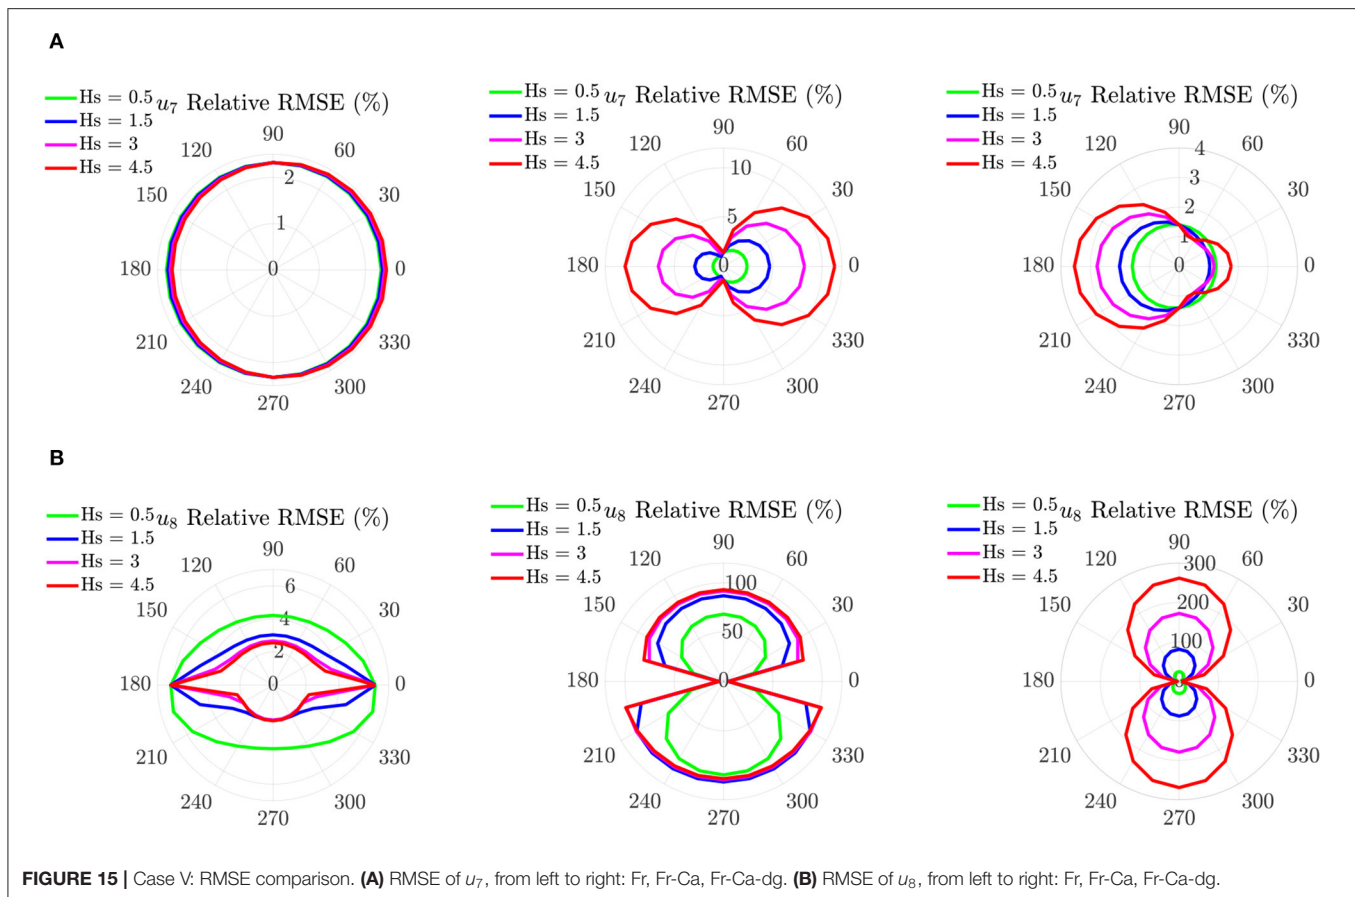 A
Hs = 0.5
Hs = 1.5
Hs = 3
Hs = 4.5
u7 Relative RMSE (%)
90
120 60
150 30
180 0
210 330
240 300
270
2
1
0
Hs = 0.5
Hs = 1.5
Hs = 3
Hs = 4.5
u7 Relative RMSE (%)
90
120 60
150 30
180 0
210 330
240 300
270
10
5
0
Hs = 0.5
Hs = 1.5
Hs = 3
Hs = 4.5
u7 Relative RMSE (%)
90
120 60
150 30
180 0
210 330
240 300
270
4
3
2
1
0
B
Hs = 0.5
Hs = 1.5
Hs = 3
Hs = 4.5
u8 Relative RMSE (%)
90
120 60
150 30
180 0
210 330
240 300
270
6
4
2
0
Hs = 0.5
Hs = 1.5
Hs = 3
Hs = 4.5
u8 Relative RMSE (%)
90
120 60
150 30
180 0
210 330
240 300
270
100
50
0
Hs = 0.5
Hs = 1.5
Hs = 3
Hs = 4.5
u8 Relative RMSE (%)
90
120 60
150 30
180 0
210 330
240 300
270
300
200
100
FIGURE 15 | Case V: RMSE comparison. (A) RMSE of u7, from left to right: Fr, Fr-Ca, Fr-Ca-dg. (B) RMSE of u8, from left to right: Fr, Fr-Ca, Fr-Ca-dg.